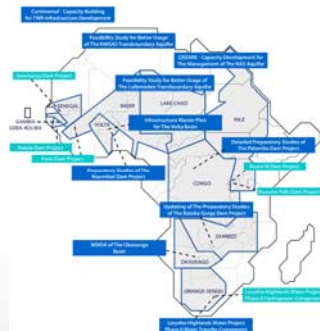 Continental - Capacity Building
for TWR Infrastructure Development
Feasibility Study for Better Usage
of The NWSAS Transboundary Aquifer
CEDARE - Capacity Development for
The Management of The NAS Aquifer
Feasibility Study for Better Usage of
The Lullemeden Transboundary Aquifer
Infrastructure Master Plan
for the Volta Basin
Dam Project
SENEGAL
NIGER
LAKE CHAD
NILE
GAMBIA
GEBA-KOLIBA
VOLTA
Detailed Preparatory Studies of
The Palambo Dam Project
Dam Project
Dam Project
Preparatory Studies of The
Noumbiel Dam Project
Dam Project
Falls Dam Project
CONGO
Updating of The Preparatory Studies
of The Batoka Gorge Dam Project
ZAMBEZI
MSIOA of The Okavango
Basin
OKAVANGO
ORANGE-SENQU
Lesotho Highlands Water Project
Phase II Hydropower Component
Lesotho Highlands Water Project
Phase II Water Transfer Component